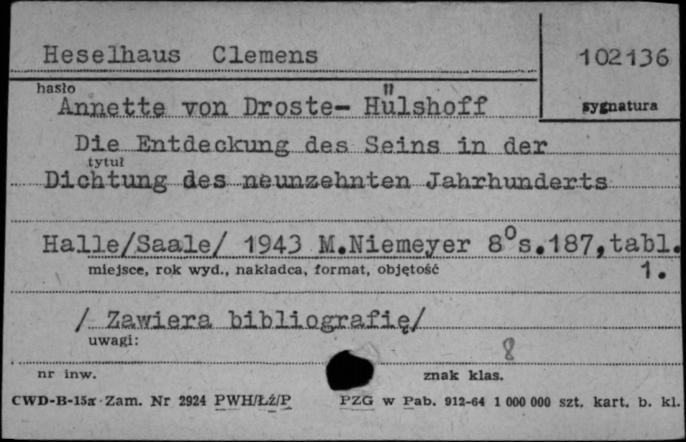 Heselhaus Clemens
102136
hasło
Annette von Droste- Hülshoff
sygnatura
Die Entdeckung des Seins in der
tytuł
Dichtung des neunzehnten Jahrhunderts
Halle/Saale/ 1943 M.Niemeyer 8⁰s.187,tabl.
miejsce, rok wyd., nakładca, format, objętość
1.
/ Zawiera bibliografię/
uwagi:
8
nr inw.
znak klas.
CWD-B-15a Zam. Nr 2924 PWH/Łź/P PZG w Pab. 912-64 1 000 000 szt. kart. b. kl.